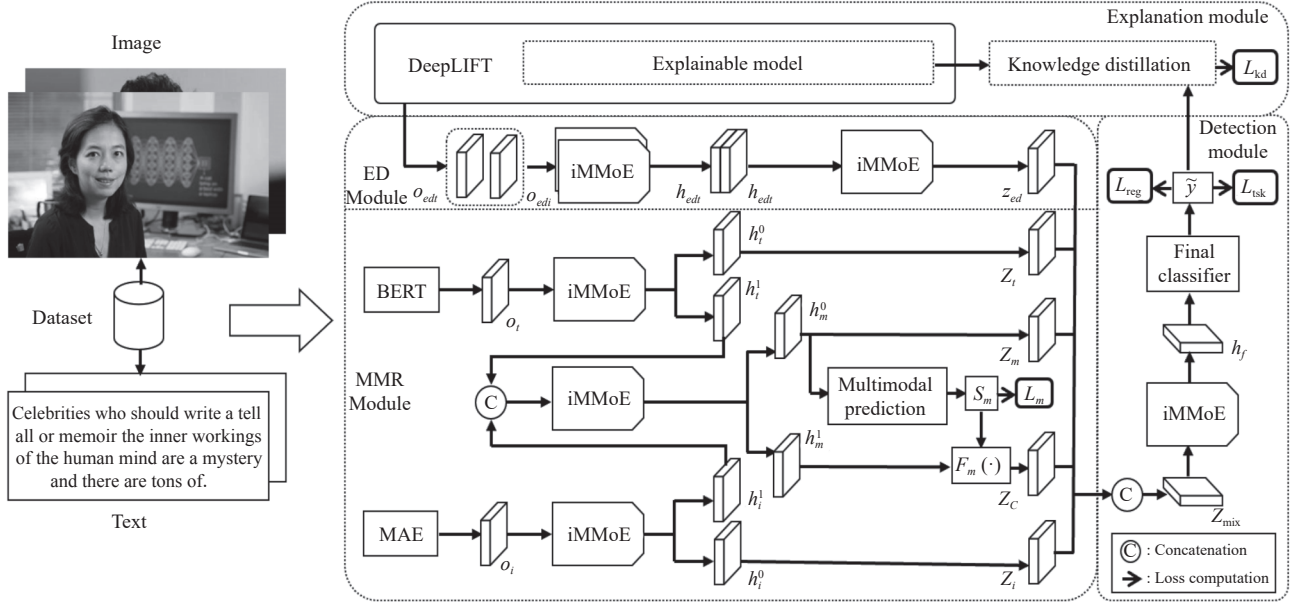 Image
Dataset
Celebrities who should write a tell
all or memoir the inner workings
of the human mind are a mystery
and there are tons of.
Text
Explanation module
DeepLIFT
Explainable model
Knowledge distillation
L_kd
ED
Module
o_edt
o_edi
iMMoE
h_edt
h_edt
iMMoE
z_ed
MMR
Module
BERT
o_t
iMMoE
h_t^0
h_t^1
Z_t
C
iMMoE
h_m^0
Z_m
Multimodal
prediction
S_m
L_m
h_m^1
F_m (·)
Z_C
MAE
o_i
iMMoE
h_i^1
h_i^0
Z_i
Detection
module
L_reg
ỹ
L_tsk
Final
classifier
h_f
iMMoE
C
Z_mix
C : Concatenation
: Loss computation